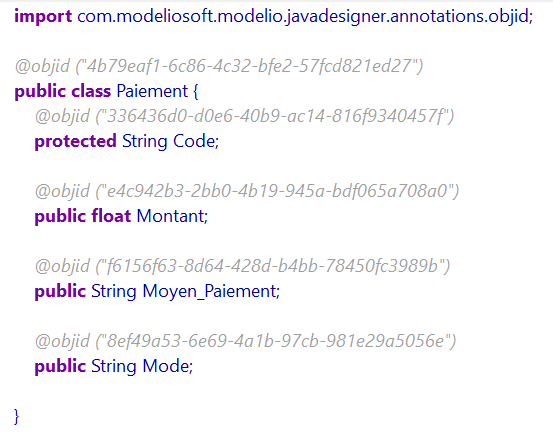 import com.modeliosoft.modelio.javadesigner.annotations.objid;
@objid ("4b79eaf1-6c86-4c32-bfe2-57fcd821ed27")
public class Paiement {
@objid ("336436d0-d0e6-40b9-ac14-816f9340457f")
protected String Code;
@objid ("e4c942b3-2bb0-4b19-945a-bdf065a708a0")
public float Montant;
@objid ("f6156f63-8d64-428d-b4bb-78450fc3989b")
public String Moyen_Paiement;
@objid ("8ef49a53-6e69-4a1b-97cb-981e29a5056e")
public String Mode;
}